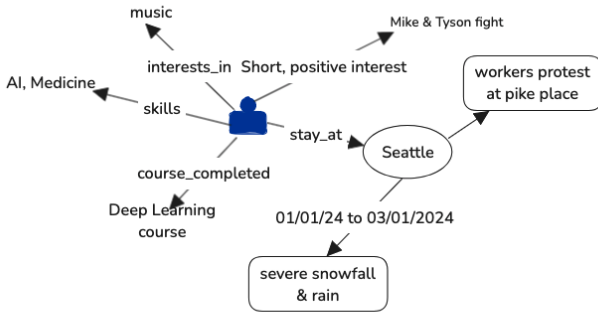 music
Mike & Tyson fight
interests_in
Short, positive interest
workers protest
at pike place
AI, Medicine
skills
stay_at
Seattle
course_completed
Deep Learning
course
01/01/24 to 03/01/2024
severe snowfall
& rain